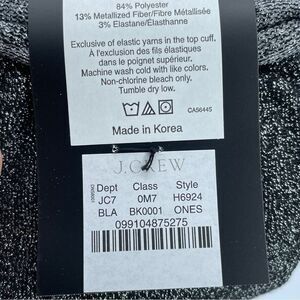 84% Polyester
13% Metallized Fiber/Fibre Métallisée
3% Elastane/Élasthanne
Exclusive of elastic yarns in the top cuff.
À l'exclusion des fils élastiques
dans le poignet supérieur.
Machine wash cold with like colors.
Non-chlorine bleach only.
Tumble dry low.
CA56445
Made in Korea
J.CREW
Dept Class Style
JC7 0M7 H6924
BLA BK0001 ONES
099104875275